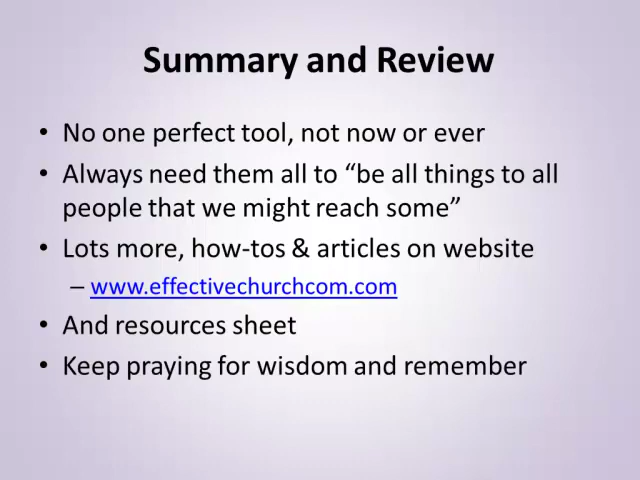 Summary and Review
• No one perfect tool, not now or ever
• Always need them all to “be all things to all
people that we might reach some”
• Lots more, how-tos & articles on website
– www.effectivechurchcom.com
• And resources sheet
• Keep praying for wisdom and remember